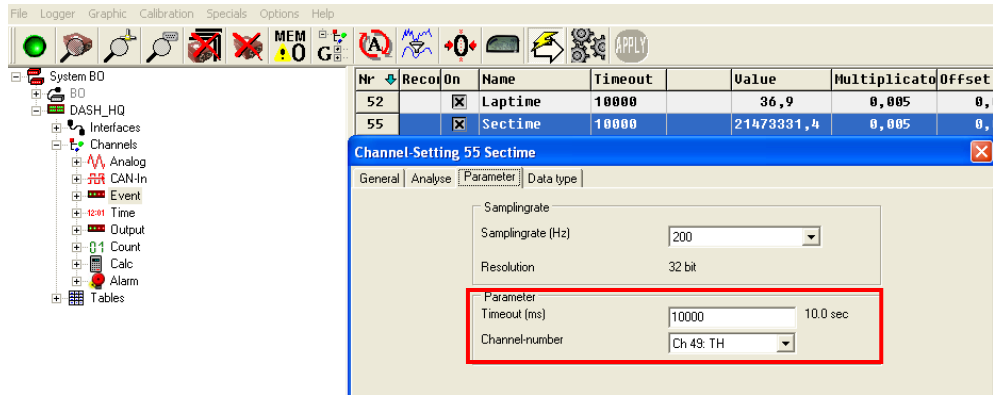 File Logger Graphic Calibration Specials Options Help
MEM
0 G
A 0 APPLY
System BO
BO
DASH_HQ
Interfaces
Channels
Analog
CAN-In
Event
12:01 Time
Output
Count
Calc
Alarm
Tables
Nr Recor On Name Timeout Value Multiplicato Offset
52 Laptime 10000 36,9 0,005 0,
55 Sectime 10000 21473331,4 0,005 0,
Channel-Setting 55 Sectime
General Analyse Parameter Data type
Samplingrate
Samplingrate (Hz) 200
Resolution 32 bit
Parameter
Timeout (ms) 10000 10.0 sec
Channel-number Ch 49: TH